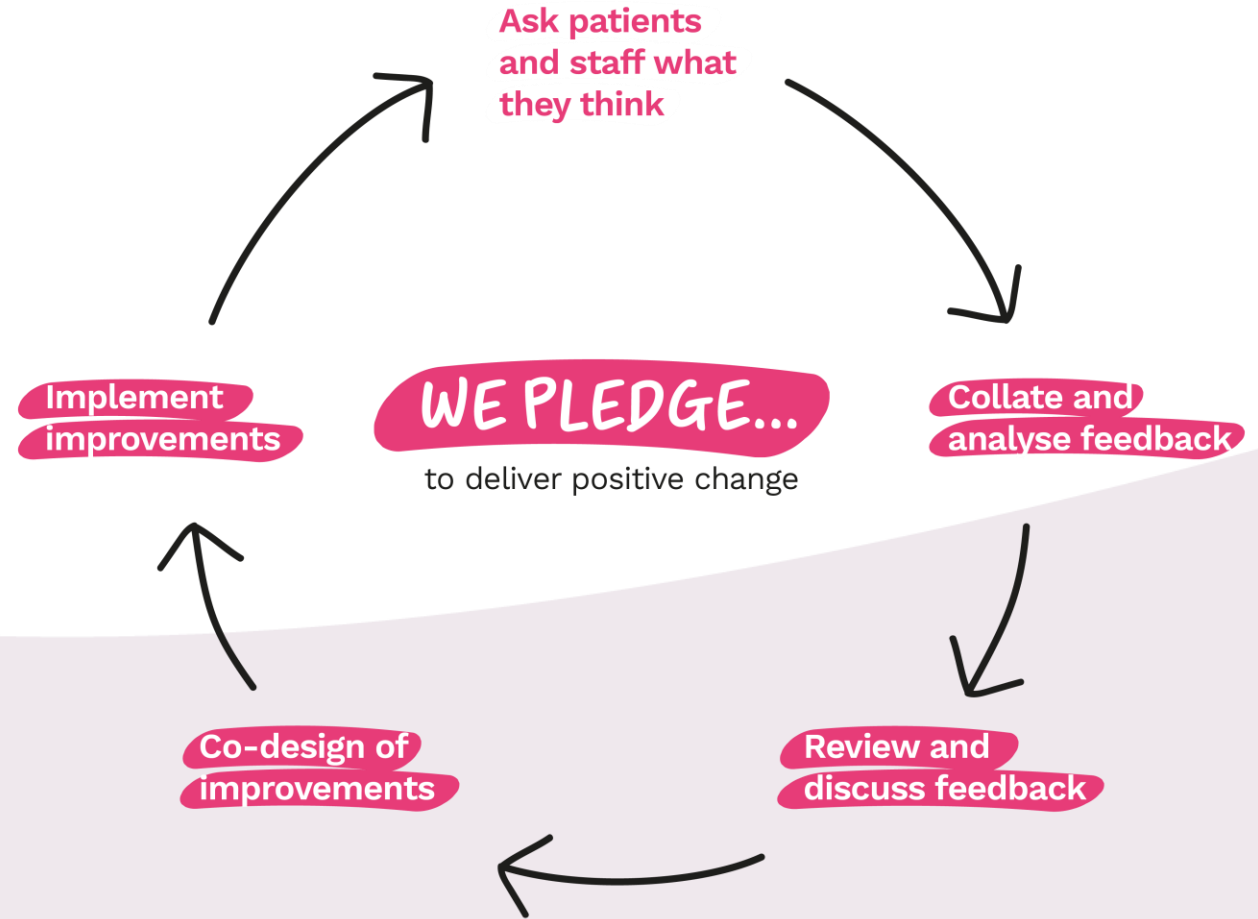 Ask patients
and staff what
they think
Implement
improvements
WE PLEDGE...
to deliver positive change
Collate and
analyse feedback
Co-design of
improvements
Review and
discuss feedback